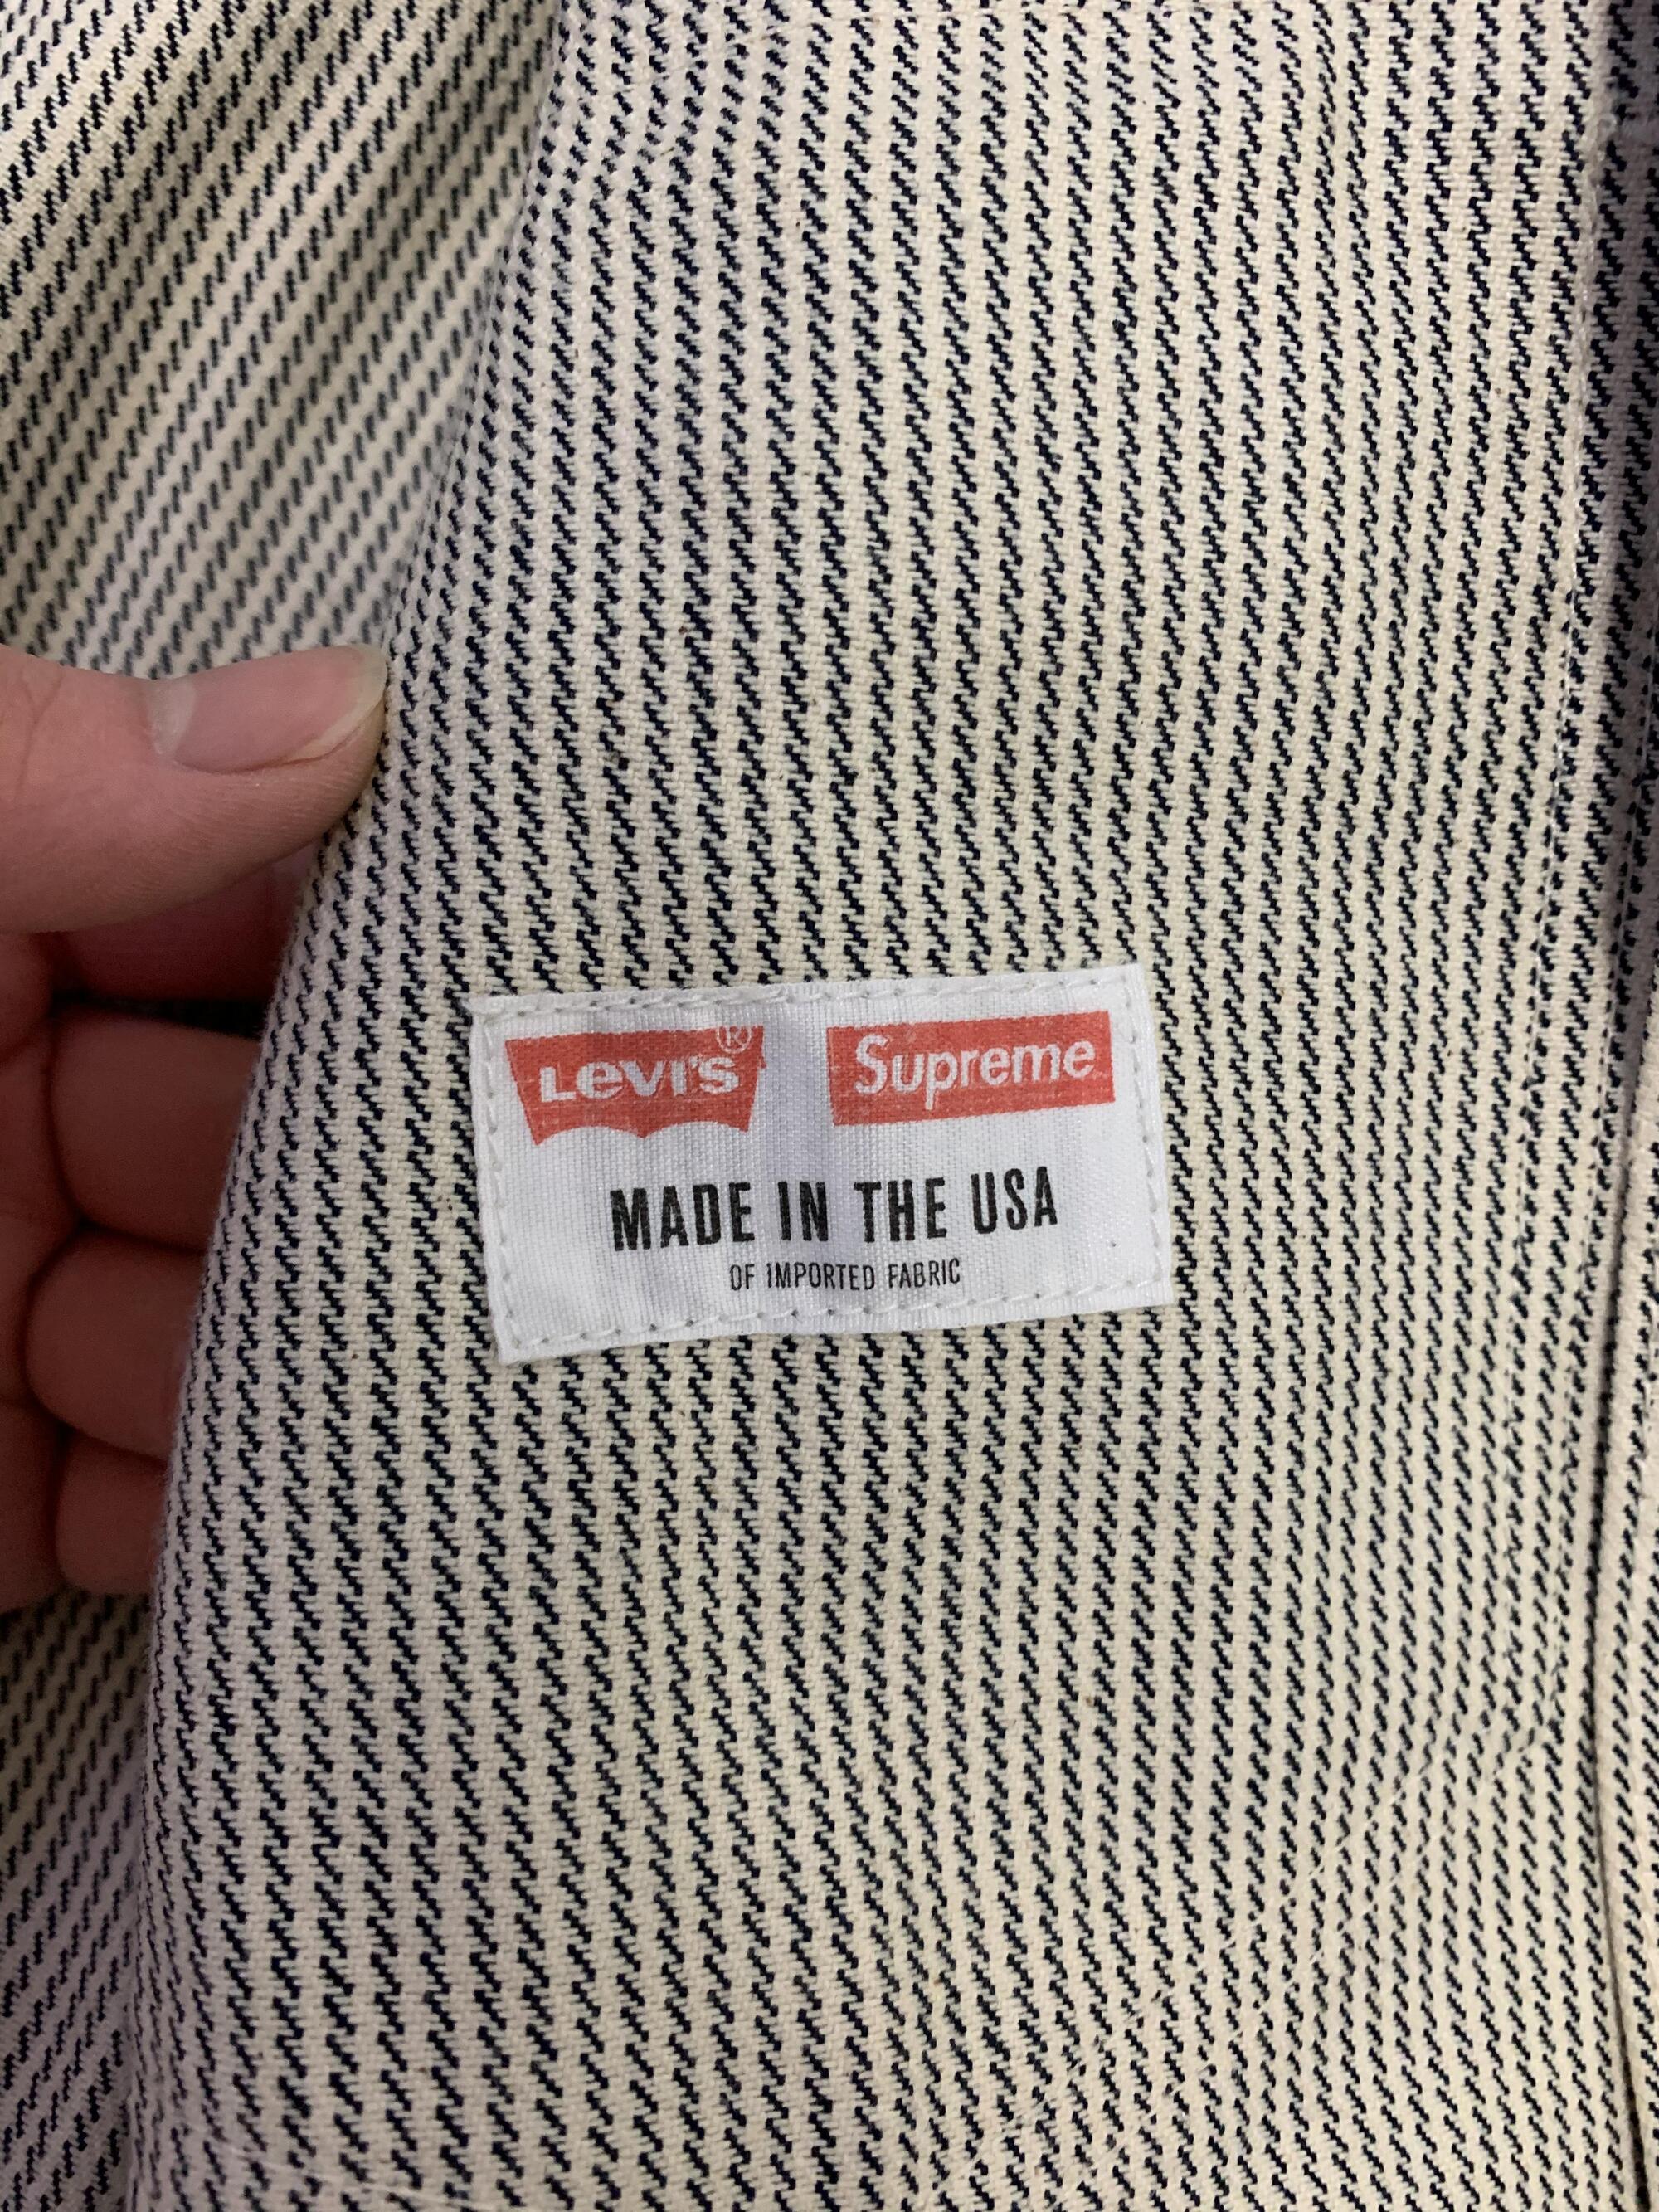 Levi's® Supreme
MADE IN THE USA
OF IMPORTED FABRIC